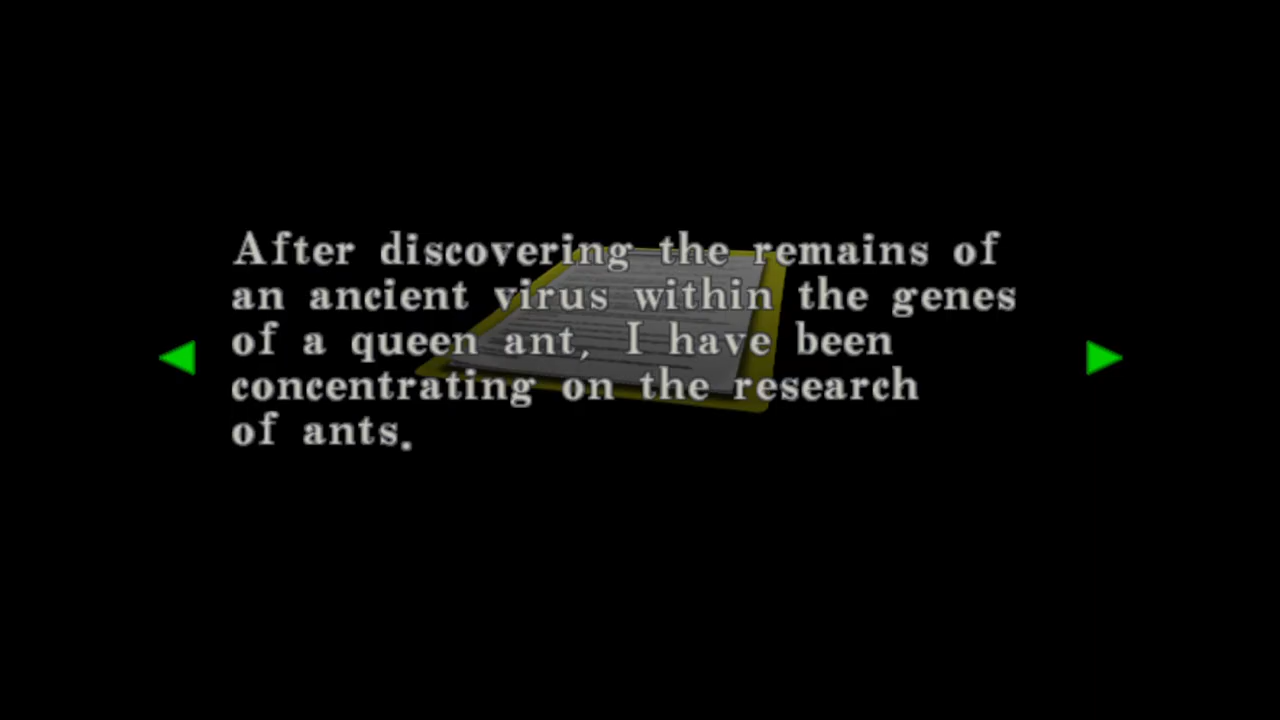 After discovering the remains of
an ancient virus within the genes
of a queen ant, I have been
concentrating on the research
of ants.